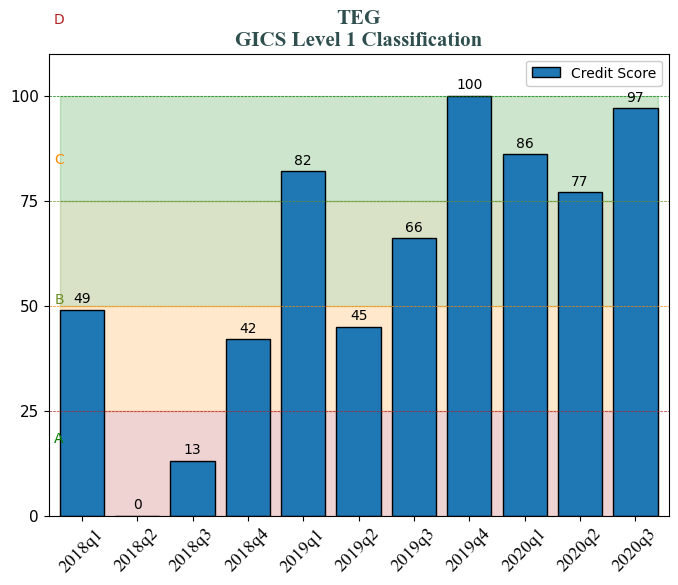 D
TEG
GICS Level 1 Classification
Credit Score
100
75
50
25
0
C
B
A
49
0
13
42
82
45
66
100
86
77
97
2018q1
2018q2
2018q3
2018q4
2019q1
2019q2
2019q3
2019q4
2020q1
2020q2
2020q3